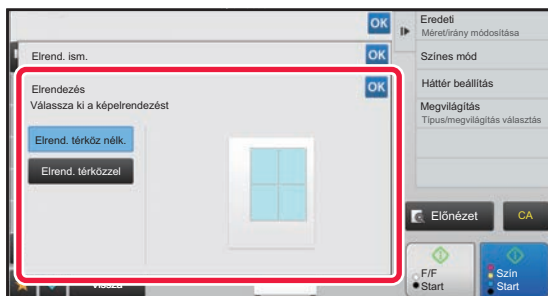 OK
Elrend. ism.
OK
Elrendezés
Válassza ki a képelrendezést
OK
Elrend. térköz nélk.
Elrend. térközzel
Vissza
Eredeti
Méret/irány módosítása
Színes mód
Háttér beállítás
Megvilágítás
Típus/megvilágítás választás
Előnézet
CA
F/F
Start
Szín
Start